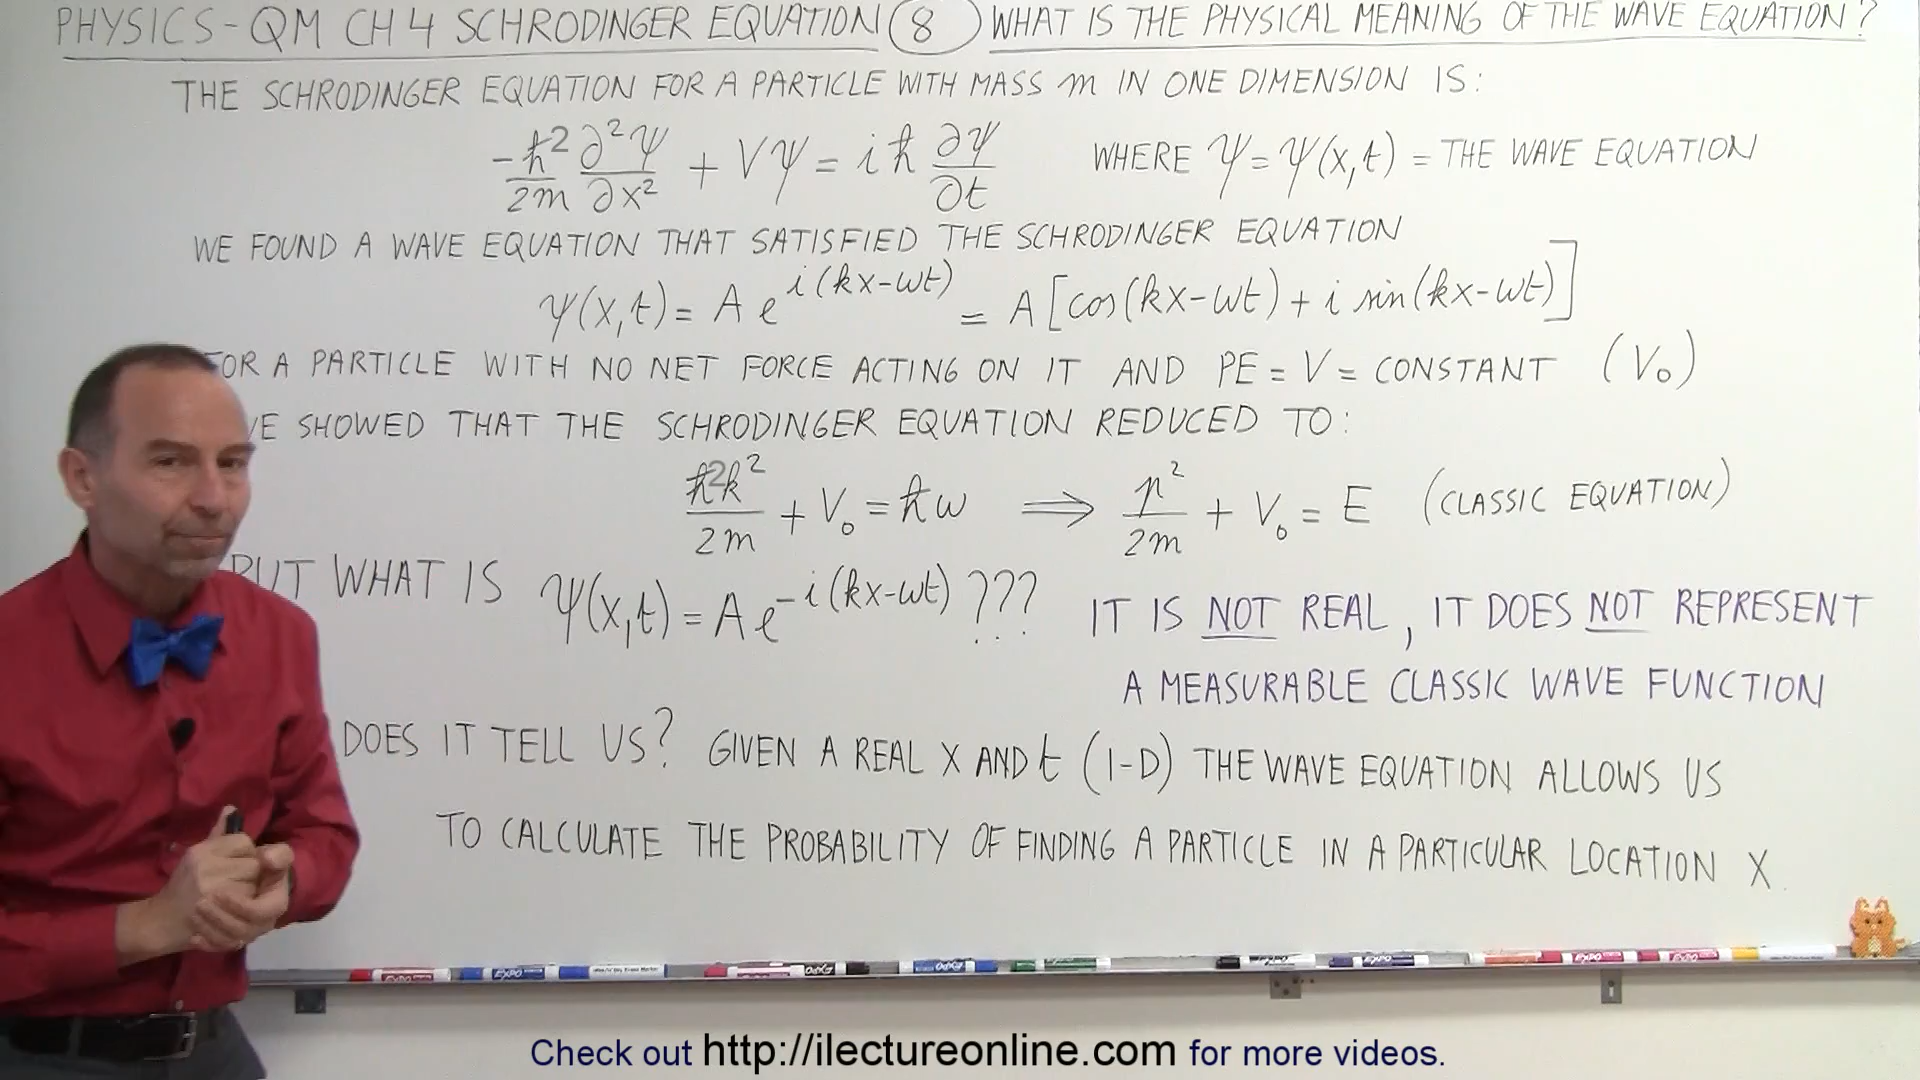 PHYSICS - QM CH 4 SCHRODINGER EQUATION 8 WHAT IS THE PHYSICAL MEANING OF THE WAVE EQUATION?
THE SCHRODINGER EQUATION FOR A PARTICLE WITH MASS m IN ONE DIMENSION IS:
-ħ²/2m ∂²ψ/∂x² + Vψ = iħ ∂ψ/∂t WHERE ψ = ψ(x,t) = THE WAVE EQUATION
WE FOUND A WAVE EQUATION THAT SATISFIED THE SCHRODINGER EQUATION
ψ(x,t) = A e^i(kx-ωt) = A[cos(kx-ωt) + i sin(kx-ωt)]
FOR A PARTICLE WITH NO NET FORCE ACTING ON IT AND PE = V = CONSTANT (V₀)
WE SHOWED THAT THE SCHRODINGER EQUATION REDUCED TO:
ħ²k²/2m + V₀ = ħω ⟹ p²/2m + V₀ = E (CLASSIC EQUATION)
BUT WHAT IS ψ(x,t) = A e^-i(kx-ωt) ??? IT IS NOT REAL, IT DOES NOT REPRESENT
A MEASURABLE CLASSIC WAVE FUNCTION
DOES IT TELL US? GIVEN A REAL X AND t (1-D) THE WAVE EQUATION ALLOWS US
TO CALCULATE THE PROBABILITY OF FINDING A PARTICLE IN A PARTICULAR LOCATION X
EXPO EXPO EXPO EXPO EXPO
Check out http://ilectureonline.com for more videos.